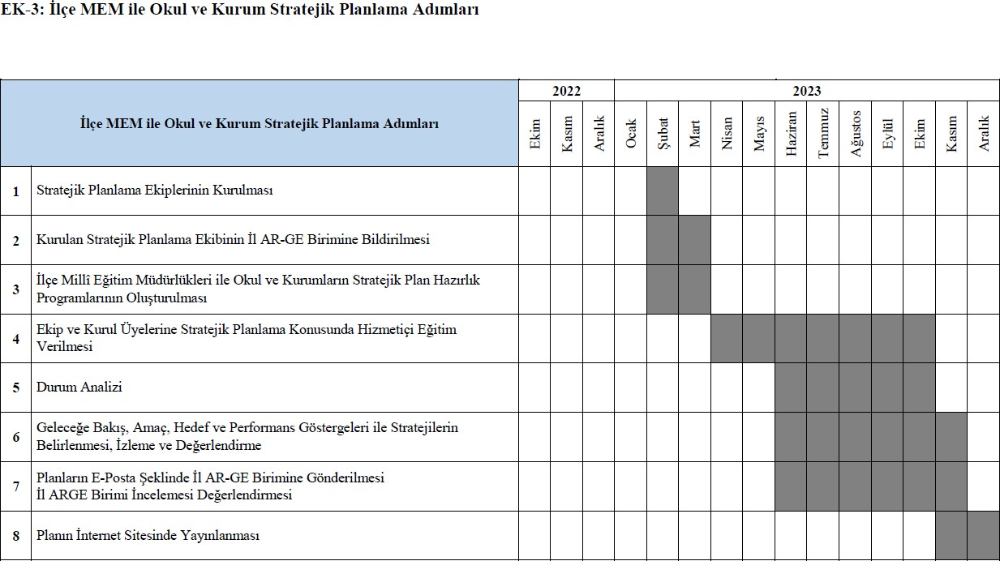 EK-3: İlçe MEM ile Okul ve Kurum Stratejik Planlama Adımları
İlçe MEM ile Okul ve Kurum Stratejik Planlama Adımları
2022
2023
Ekim
Kasım
Aralık
Ocak
Şubat
Mart
Nisan
Mayıs
Haziran
Temmuz
Ağustos
Eylül
Ekim
Kasım
Aralık
1
Stratejik Planlama Ekiplerinin Kurulması
2
Kurulan Stratejik Planlama Ekibinin İl AR-GE Birimine Bildirilmesi
3
İlçe Millî Eğitim Müdürlükleri ile Okul ve Kurumların Stratejik Plan Hazırlık
Programlarının Oluşturulması
4
Ekip ve Kurul Üyelerine Stratejik Planlama Konusunda Hizmetiçi Eğitim
Verilmesi
5
Durum Analizi
6
Geleceğe Bakış, Amaç, Hedef ve Performans Göstergeleri ile Stratejilerin
Belirlenmesi, İzleme ve Değerlendirme
7
Planların E-Posta Şeklinde İl AR-GE Birimine Gönderilmesi
İl ARGE Birimi İncelemesi Değerlendirmesi
8
Planın İnternet Sitesinde Yayınlanması